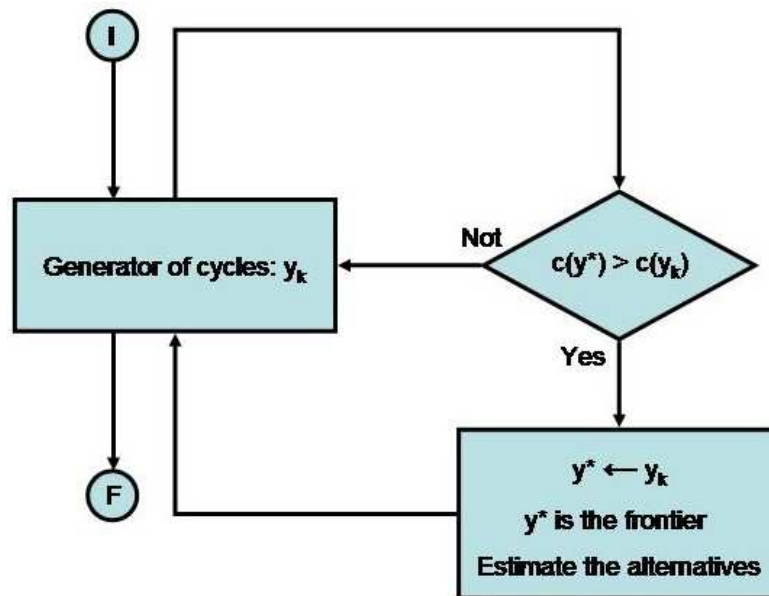 I
Generator of cycles: yₖ
Not
c(y*) > c(yₖ)
Yes
F
y* ← yₖ
y* is the frontier
Estimate the alternatives